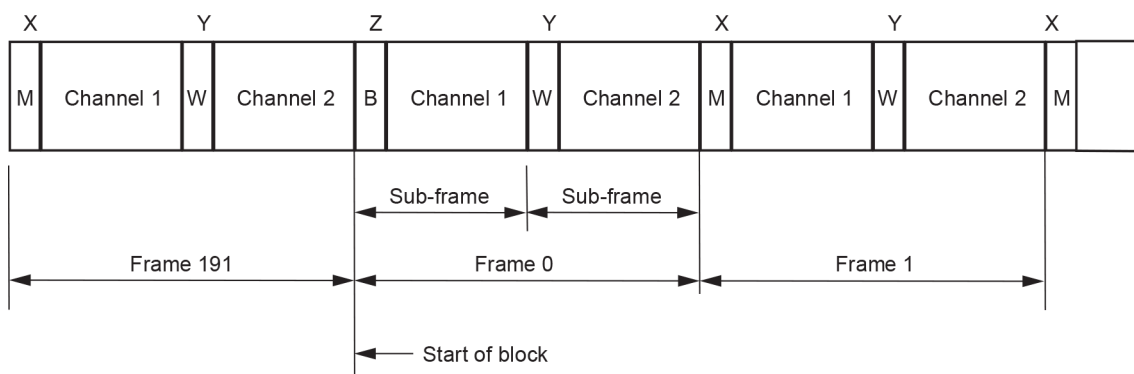 X Y Z Y X Y X
M Channel 1 W Channel 2 B Channel 1 W Channel 2 M Channel 1 W Channel 2 M
Sub-frame Sub-frame
Frame 191 Frame 0 Frame 1
Start of block